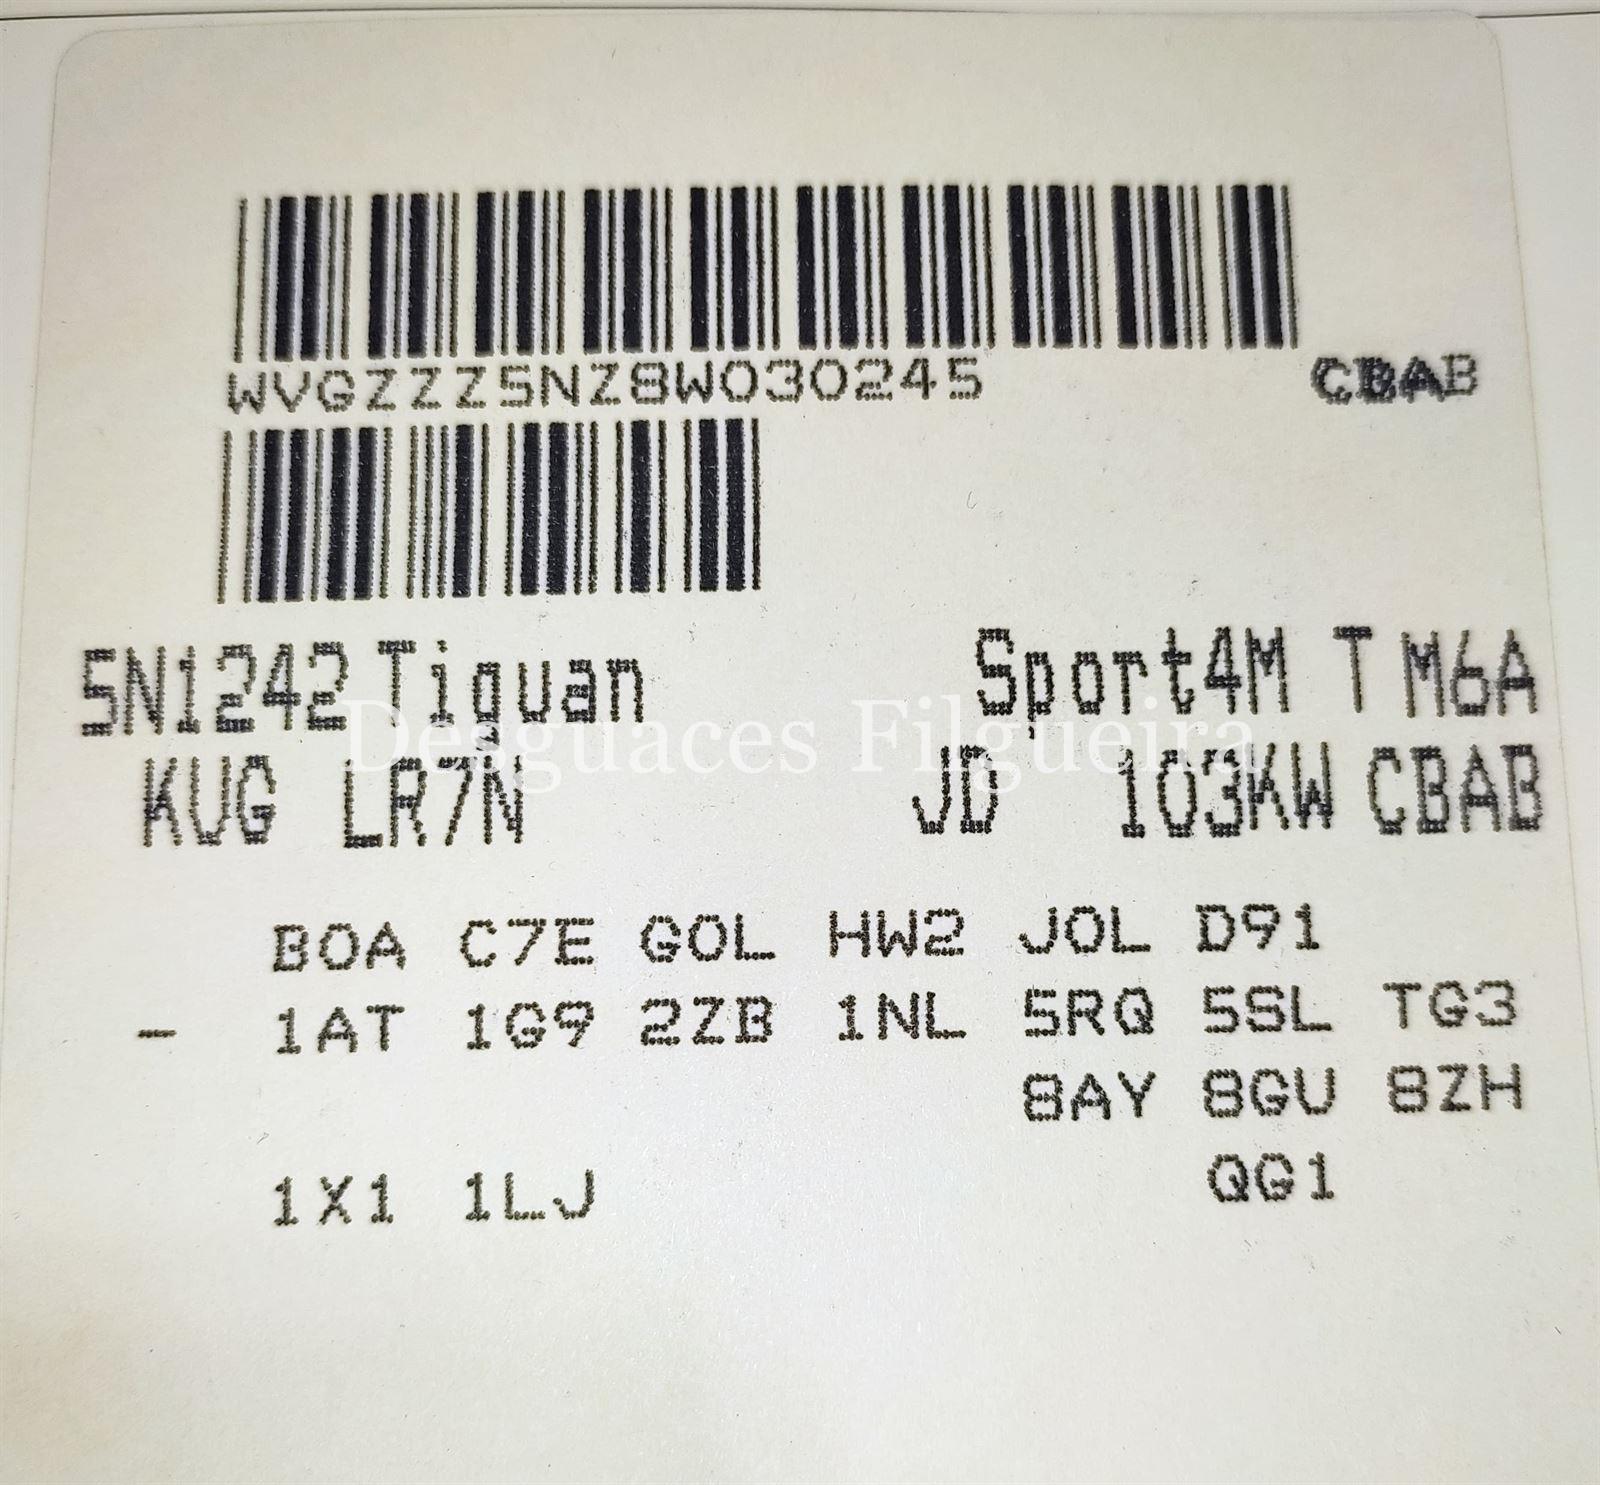 WVGZZZ5NZ8W030245 CBAB
5N1242 Tiguan Sport4M T M6A
Desguaces Filgueira
KUG LR7N JD 103KW CBAB
B0A C7E G0L HW2 J0L D91
- 1AT 1G9 2ZB 1NL 5RQ 5SL TG3
8AY 8GU 8ZH
1X1 1LJ QG1